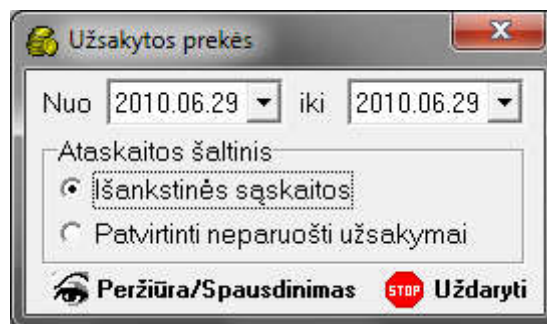 Užsakytos prekės
Nuo 2010.06.29 iki 2010.06.29
Ataskaitos šaltinis
Išankstinės sąskaitos
Patvirtinti neparuošti užsakymai
Peržiūra/Spausdinimas STOP Uždaryti